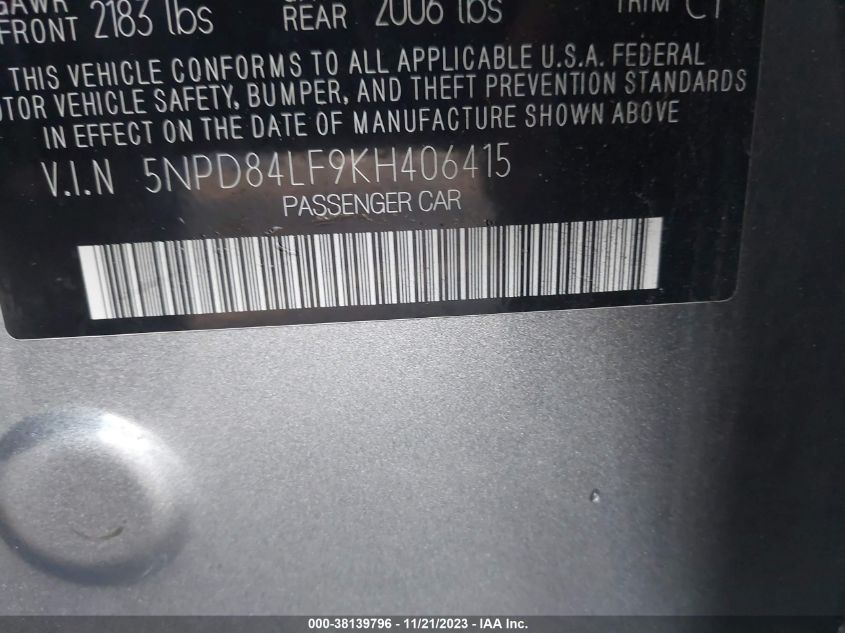 GAWR
FRONT 2183 lbs REAR 2006 lbs TRIM
THIS VEHICLE CONFORMS TO ALL APPLICABLE U.S.A. FEDERAL
MOTOR VEHICLE SAFETY, BUMPER, AND THEFT PREVENTION STANDARDS
IN EFFECT ON THE DATE OF MANUFACTURE SHOWN ABOVE
V.I.N 5NPD84LF9KH406415
PASSENGER CAR
000-38139796 - 11/21/2023 - IAA Inc.